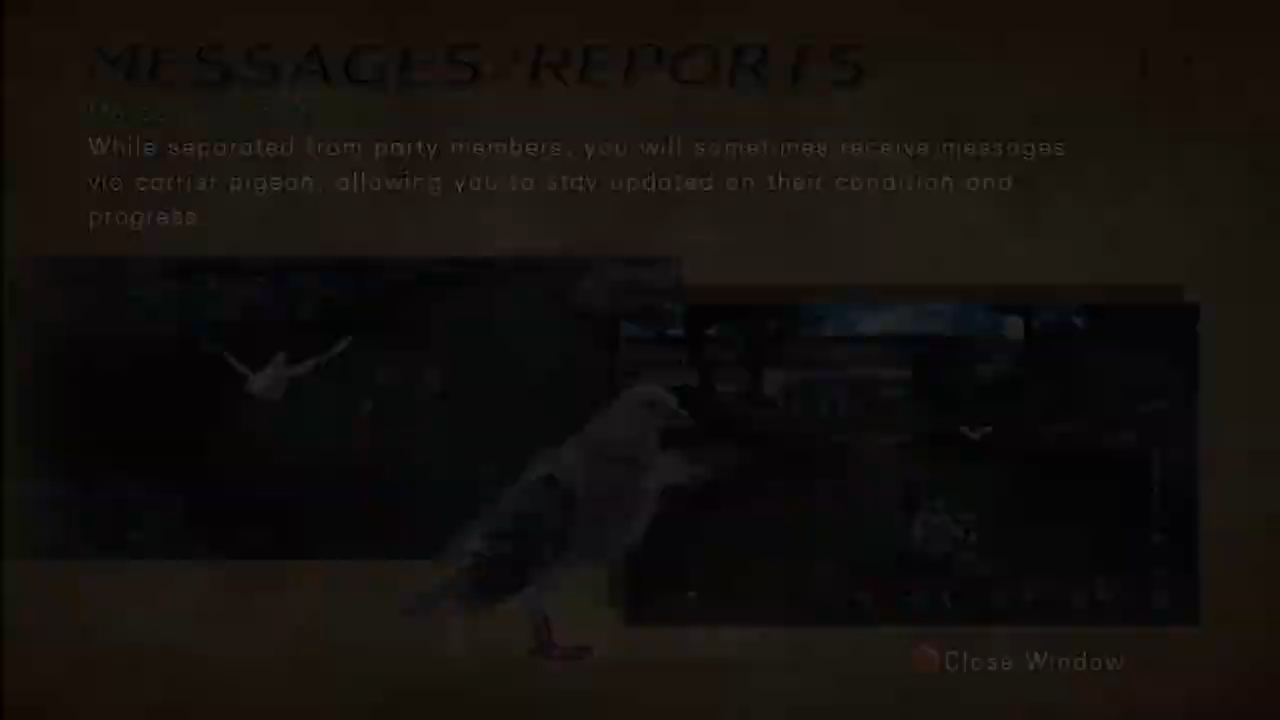 MESSAGES/REPORTS
While separated from party members, you will sometimes receive messages
via carrier pigeon, allowing you to stay updated on their condition and
progress.
Close Window